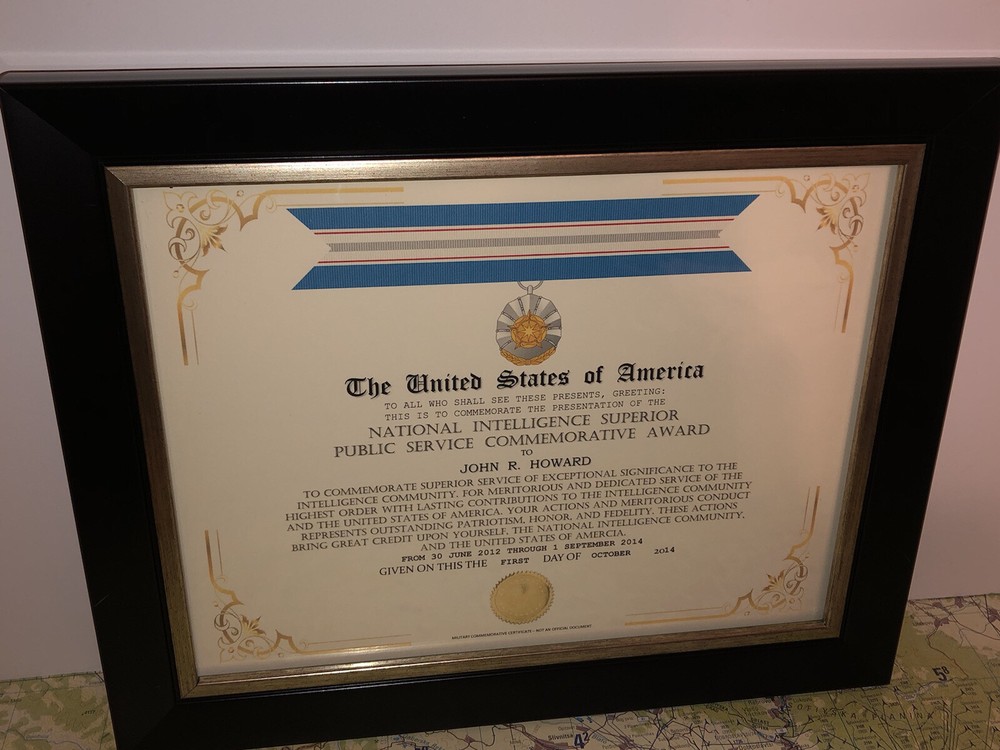 The United States of America
TO ALL WHO SHALL SEE THESE PRESENTS, GREETING:
THIS IS TO COMMEMORATE THE PRESENTATION OF THE
NATIONAL INTELLIGENCE SUPERIOR
PUBLIC SERVICE COMMEMORATIVE AWARD
TO
JOHN R. HOWARD
TO COMMEMORATE SUPERIOR SERVICE OF EXCEPTIONAL SIGNIFICANCE TO THE
INTELLIGENCE COMMUNITY. FOR MERITORIOUS AND DEDICATED SERVICE OF THE
HIGHEST ORDER WITH LASTING CONTRIBUTIONS TO THE INTELLIGENCE COMMUNITY
AND THE UNITED STATES OF AMERICA. YOUR ACTIONS AND MERITORIOUS CONDUCT
REPRESENTS OUTSTANDING PATRIOTISM, HONOR, AND FEDELITY. THESE ACTIONS
BRING GREAT CREDIT UPON YOURSELF, THE NATIONAL INTELLIGENCE COMMUNITY,
AND THE UNITED STATES OF AMERCIA.
FROM 30 JUNE 2012 THROUGH 1 SEPTEMBER 2014
GIVEN ON THIS THE FIRST DAY OF OCTOBER 2014
MILITARY COMMEMORATIVE CERTIFICATE - NOT AN OFFICIAL DOCUMENT
58
PLANINA
Slivnitsa
42